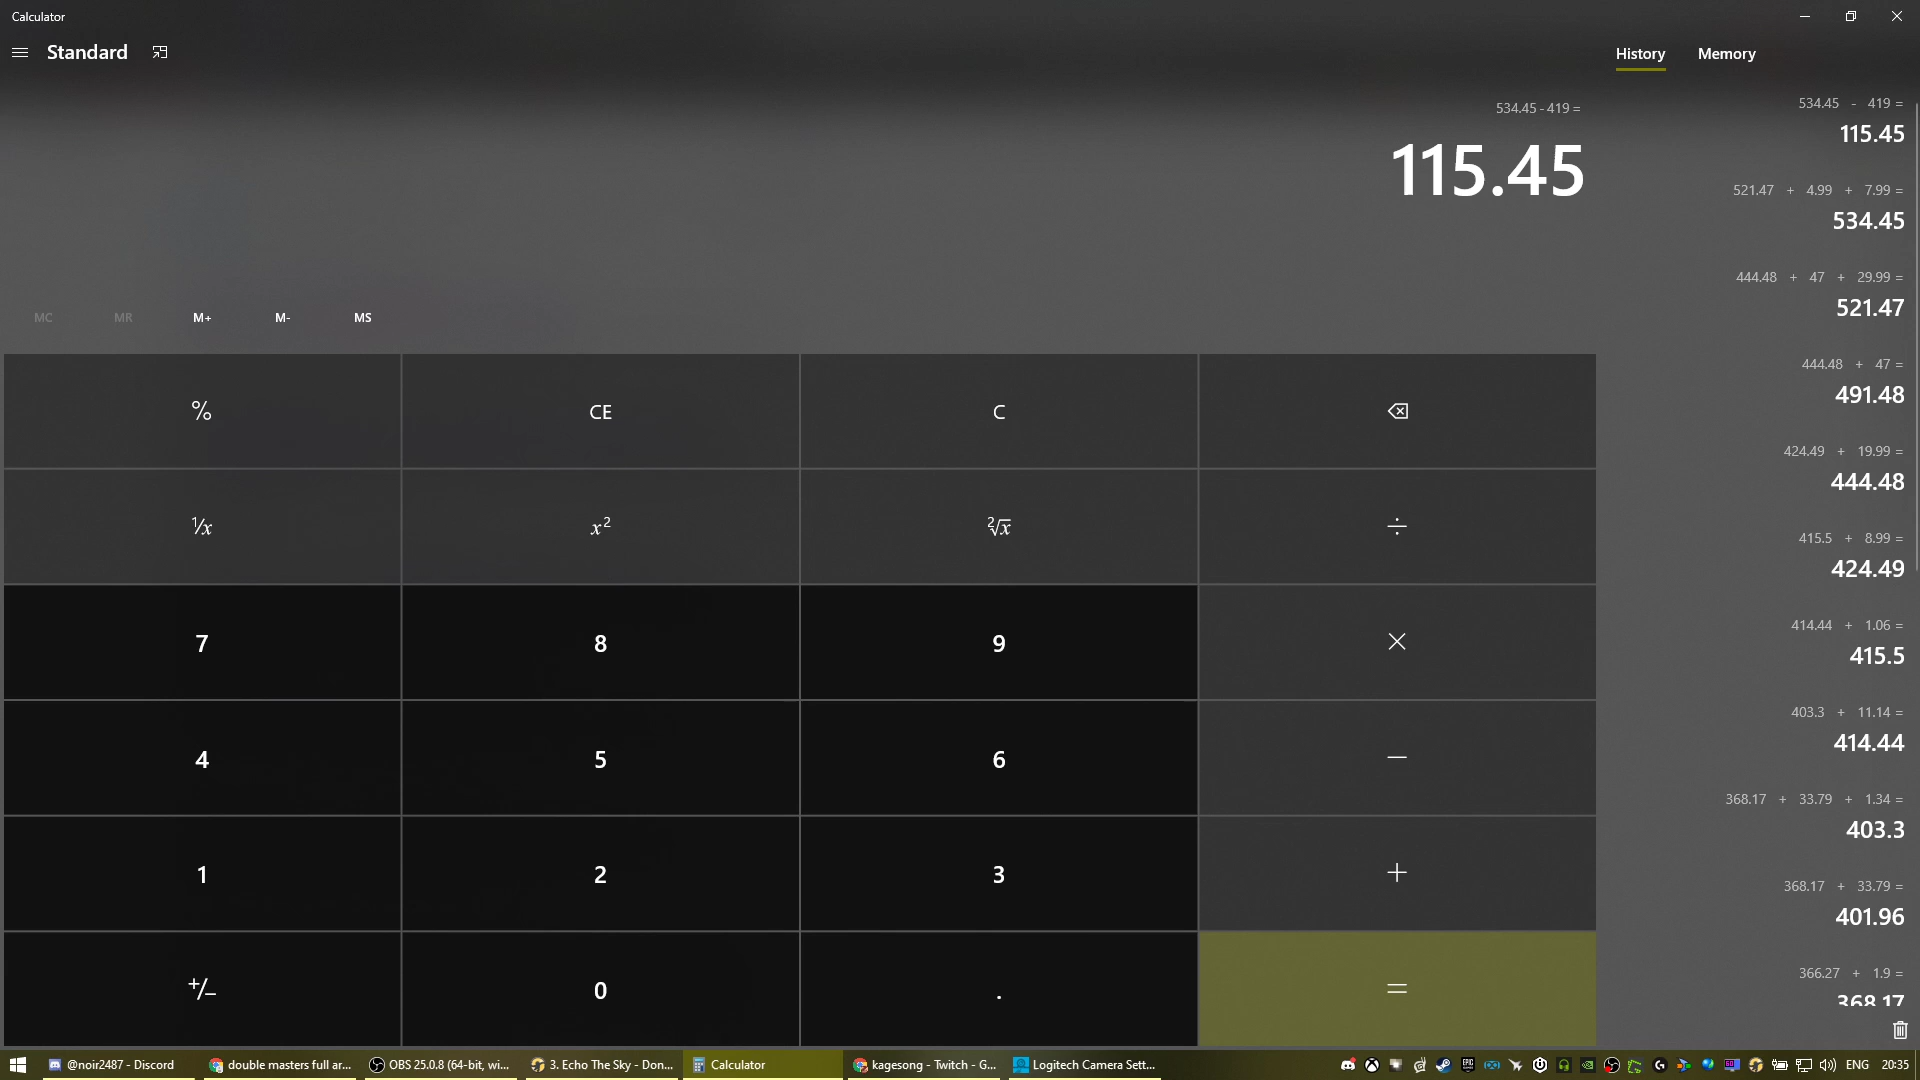 Calculator
Standard
History
Memory
534.45 - 419 =
115.45
534.45 - 419 =
115.45
521.47 + 4.99 + 7.99 =
534.45
444.48 + 47 + 29.99 =
521.47
444.48 + 47 =
491.48
424.49 + 19.99 =
444.48
415.5 + 8.99 =
424.49
414.44 + 1.06 =
415.5
403.3 + 11.14 =
414.44
368.17 + 33.79 + 1.34 =
403.3
368.17 + 33.79 =
401.96
366.27 + 1.9 =
368.17
MC MR M+ M- MS
% CE C
⅟x x² ²√x ÷
7 8 9 ×
4 5 6 −
1 2 3 +
+/− 0 . =
@noir2487 - Discord
double masters full ar...
OBS 25.0.8 (64-bit, wi...
3. Echo The Sky - Don...
Calculator
kagesong - Twitch - G...
Logitech Camera Sett...
ENG
20:35